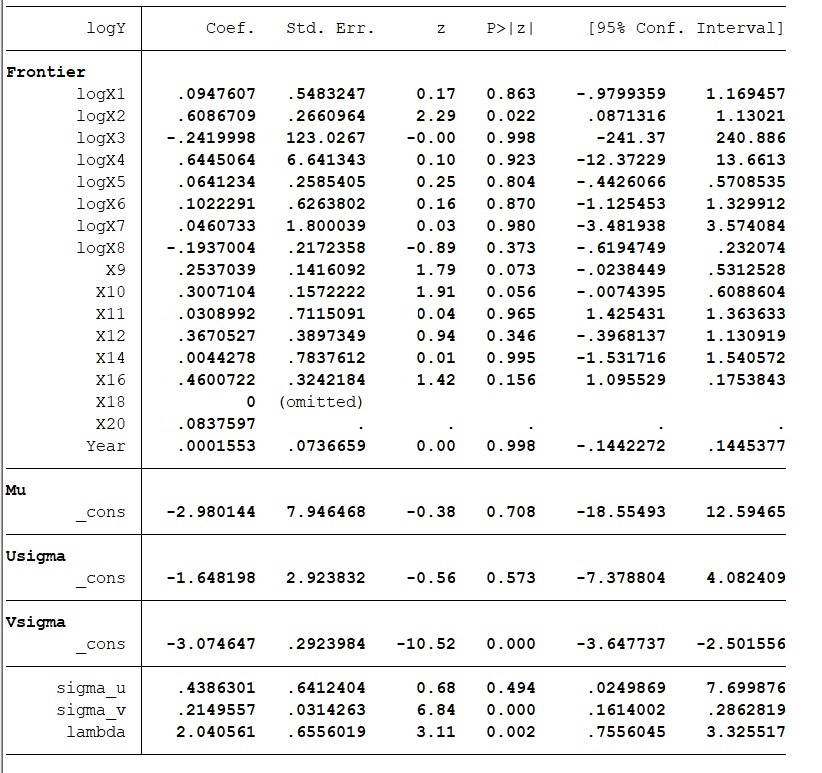 logY Coef. Std. Err. z P>|z| [95% Conf. Interval]
Frontier
logX1 .0947607 .5483247 0.17 0.863 -.9799359 1.169457
logX2 .6086709 .2660964 2.29 0.022 .0871316 1.13021
logX3 -.2419998 123.0267 -0.00 0.998 -241.37 240.886
logX4 .6445064 6.641343 0.10 0.923 -12.37229 13.6613
logX5 .0641234 .2585405 0.25 0.804 -.4426066 .5708535
logX6 .1022291 .6263802 0.16 0.870 -1.125453 1.329912
logX7 .0460733 1.800039 0.03 0.980 -3.481938 3.574084
logX8 -.1937004 .2172358 -0.89 0.373 -.6194749 .232074
X9 .2537039 .1416092 1.79 0.073 -.0238449 .5312528
X10 .3007104 .1572222 1.91 0.056 -.0074395 .6088604
X11 .0308992 .7115091 0.04 0.965 1.425431 1.363633
X12 .3670527 .3897349 0.94 0.346 -.3968137 1.130919
X14 .0044278 .7837612 0.01 0.995 -1.531716 1.540572
X16 .4600722 .3242184 1.42 0.156 1.095529 .1753843
X18 0 (omitted)
X20 .0837597 . . . . .
Year .0001553 .0736659 0.00 0.998 -.1442272 .1445377
Mu
_cons -2.980144 7.946468 -0.38 0.708 -18.55493 12.59465
Usigma
_cons -1.648198 2.923832 -0.56 0.573 -7.378804 4.082409
Vsigma
_cons -3.074647 .2923984 -10.52 0.000 -3.647737 -2.501556
sigma_u .4386301 .6412404 0.68 0.494 .0249869 7.699876
sigma_v .2149557 .0314263 6.84 0.000 .1614002 .2862819
lambda 2.040561 .6556019 3.11 0.002 .7556045 3.325517